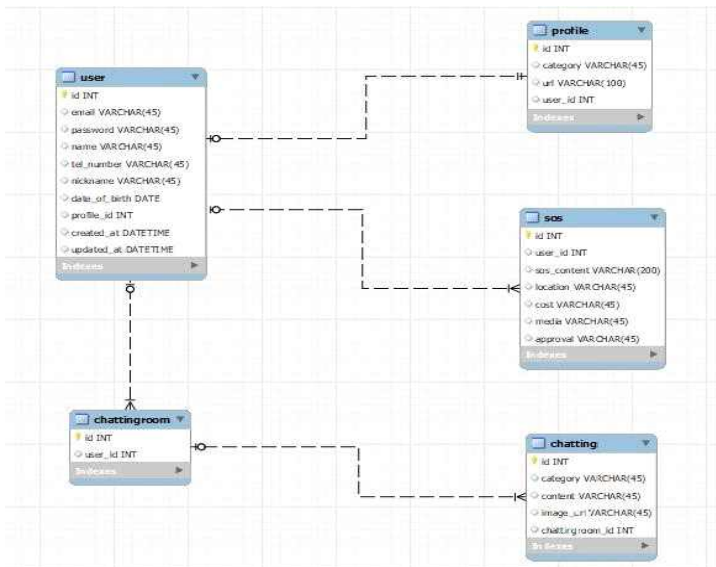 user
id INT
email VARCHAR(45)
password VARCHAR(45)
name VARCHAR(45)
tel_number VARCHAR(45)
nickname VARCHAR(45)
date_of_birth DATE
profile_id INT
created_at DATETIME
updated_at DATETIME
Indexes
profile
id INT
category VARCHAR(45)
url VARCHAR(100)
user_id INT
Indexes
sos
id INT
user_id INT
sos_content VARCHAR(200)
location VARCHAR(45)
cost VARCHAR(45)
media VARCHAR(45)
approval VARCHAR(45)
Indexes
chattingroom
id INT
user_id INT
Indexes
chatting
id INT
category VARCHAR(45)
content VARCHAR(45)
image_url VARCHAR(45)
chattingroom_id INT
Indexes